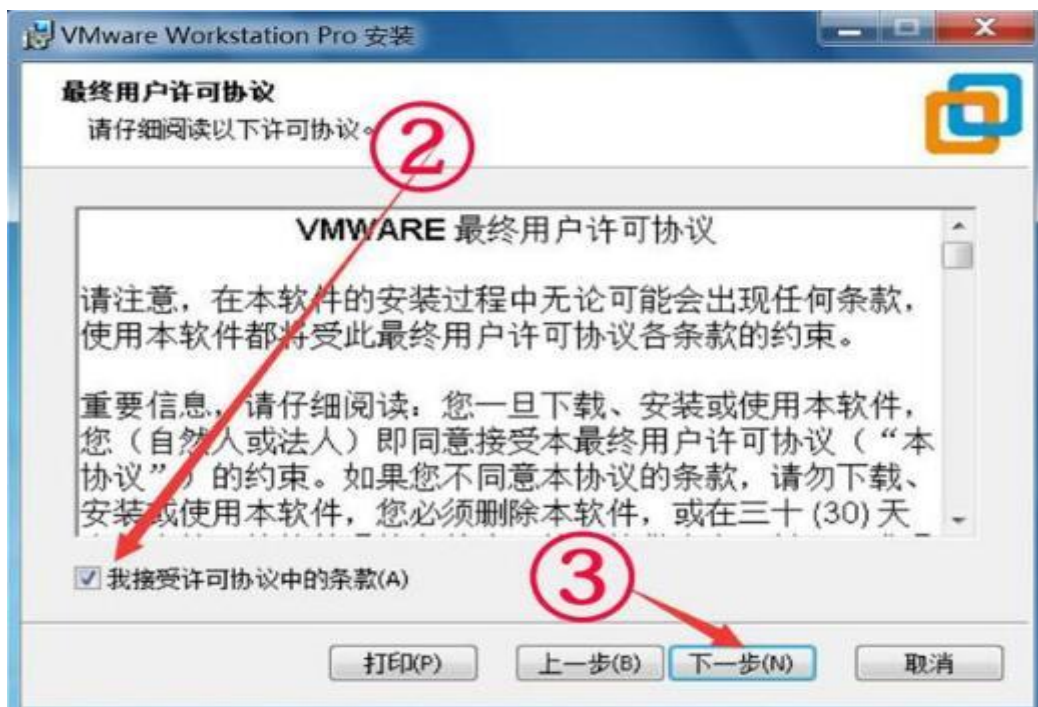 VMware Workstation Pro 安装
最终用户许可协议
请仔细阅读以下许可协议。
②
VMWARE 最终用户许可协议
请注意，在本软件的安装过程中无论可能会出现任何条款，
使用本软件都将受此最终用户许可协议各条款的约束。
重要信息，请仔细阅读：您一旦下载、安装或使用本软件，
您（自然人或法人）即同意接受本最终用户许可协议（“本
协议”）的约束。如果您不同意本协议的条款，请勿下载、
安装或使用本软件，您必须删除本软件，或在三十 (30) 天
我接受许可协议中的条款(A)
③
打印(P)
上一步(B)
下一步(N)
取消